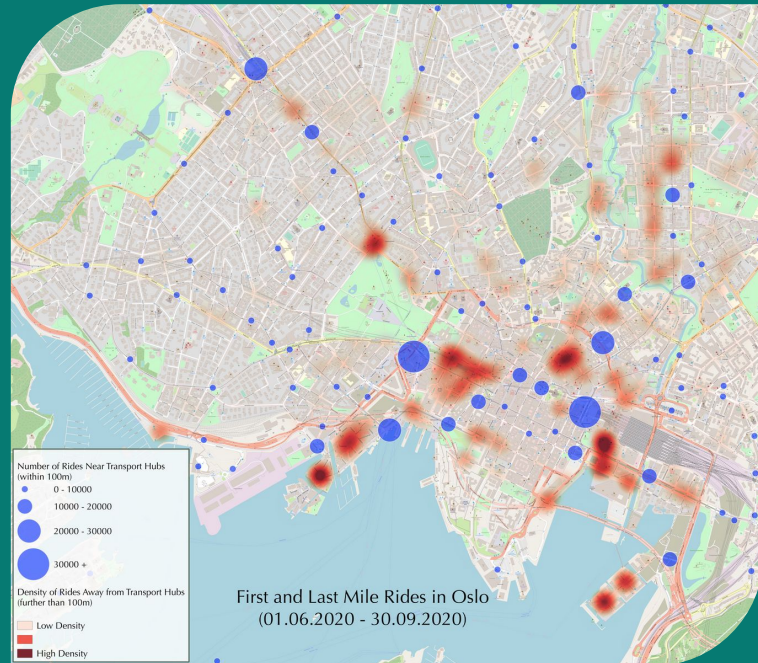 Number of Rides Near Transport Hubs
(within 100m)
0 - 10000
10000 - 20000
20000 - 30000
30000 +
Density of Rides Away from Transport Hubs
(further than 100m)
Low Density
High Density
First and Last Mile Rides in Oslo
(01.06.2020 - 30.09.2020)